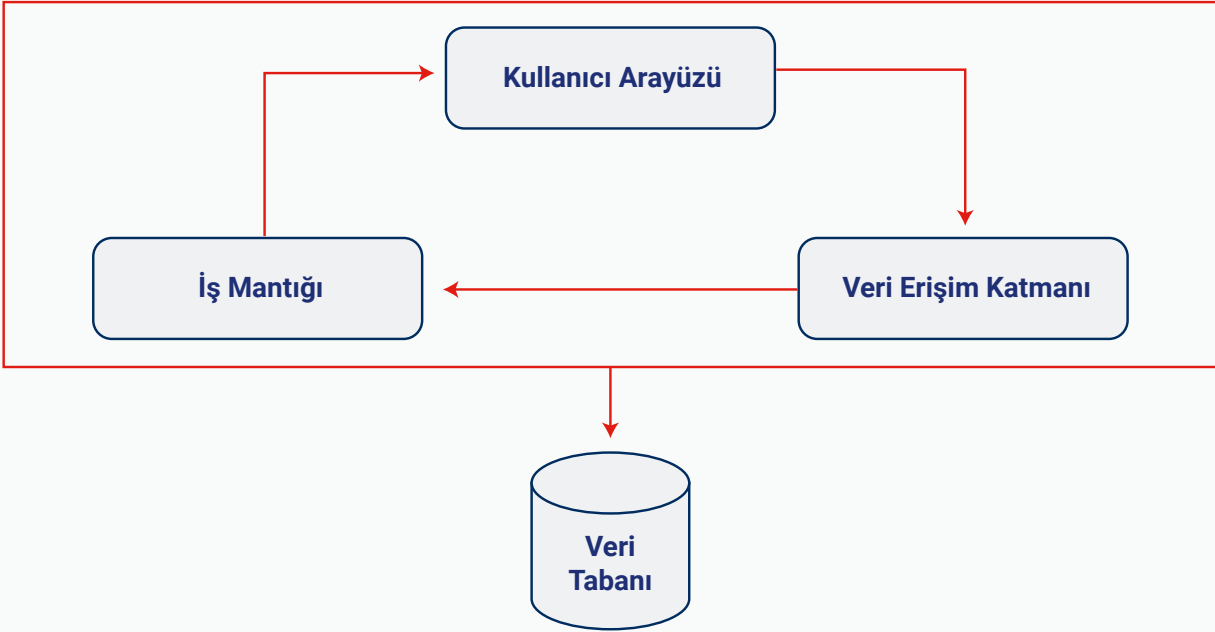 Kullanıcı Arayüzü
İş Mantığı
Veri Erişim Katmanı
Veri
Tabanı